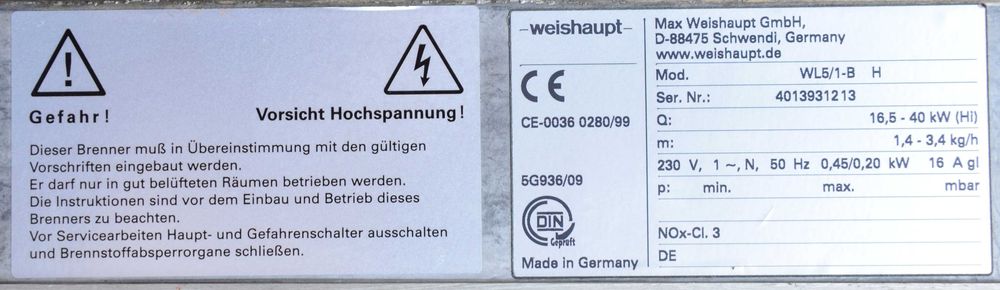 Gefahr!
Vorsicht Hochspannung!
Dieser Brenner muß in Übereinstimmung mit den gültigen
Vorschriften eingebaut werden.
Er darf nur in gut belüfteten Räumen betrieben werden.
Die Instruktionen sind vor dem Einbau und Betrieb dieses
Brenners zu beachten.
Vor Servicearbeiten Haupt- und Gefahrenschalter ausschalten
und Brennstoffabsperrorgane schließen.
-weishaupt-
CE
CE-0036 0280/99
5G936/09
DIN
Geprüft
Made in Germany
Max Weishaupt GmbH,
D-88475 Schwendi, Germany
www.weishaupt.de
Mod. WL5/1-B H
Ser. Nr.: 4013931213
Q: 16,5 - 40 kW (Hi)
m: 1,4 - 3,4 kg/h
230 V, 1 ~, N, 50 Hz 0,45/0,20 kW 16 A gl
p: min. max. mbar
NOx-Cl. 3
DE